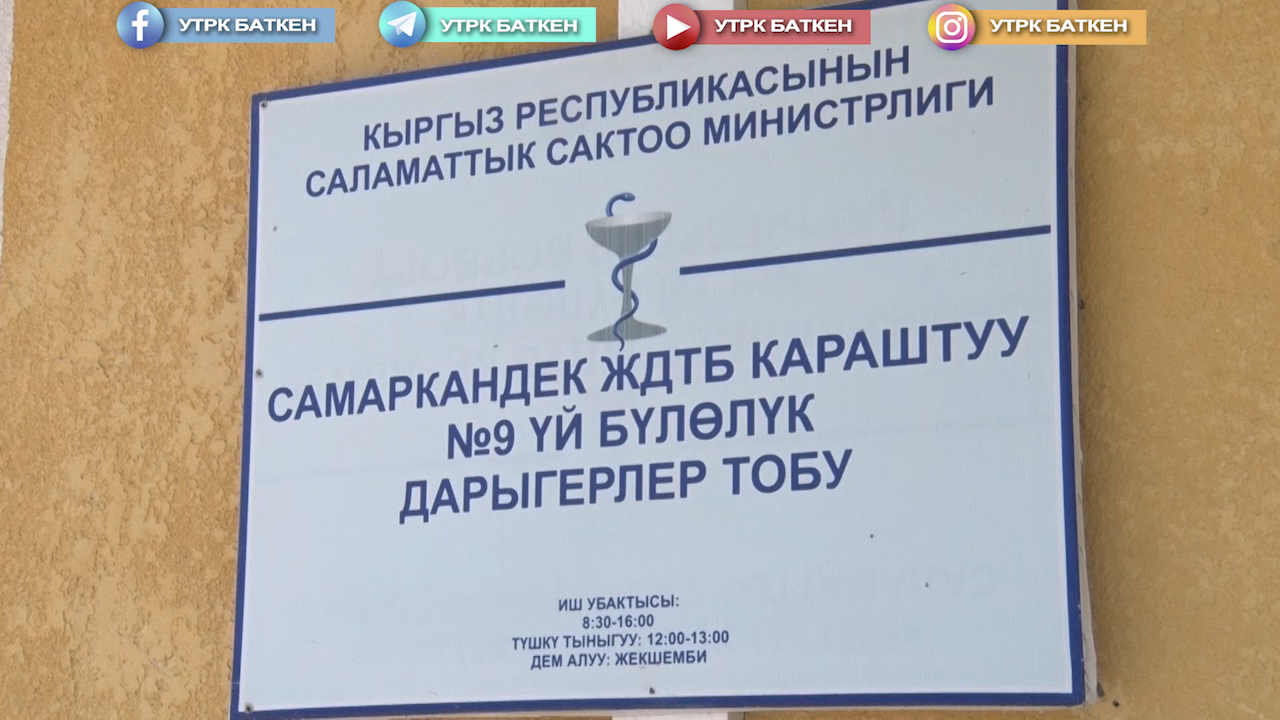 УТРК БАТКЕН УТРК БАТКЕН УТРК БАТКЕН УТРК БАТКЕН
КЫРГЫЗ РЕСПУБЛИКАСЫНЫН
САЛАМАТТЫК САКТОО МИНИСТРЛИГИ
САМАРКАНДЕК ЖДТБ КАРАШТУУ
№9 ҮЙ БҮЛӨЛҮК
ДАРЫГЕРЛЕР ТОБУ
ИШ УБАКТЫСЫ:
8:30-16:00
ТҮШКҮ ТЫНЫГУУ: 12:00-13:00
ДЕМ АЛУУ: ЖЕКШЕМБИ